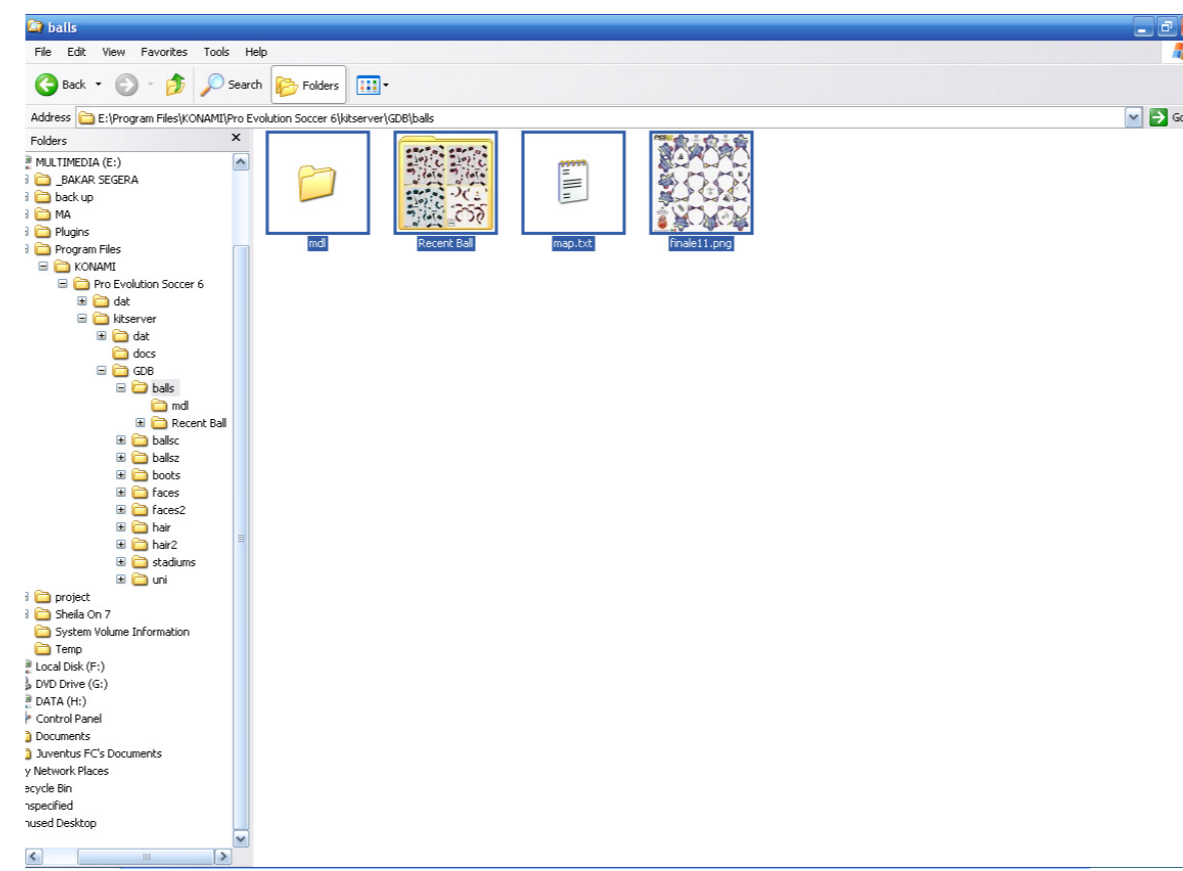 balls
File Edit View Favorites Tools Help
Back Search Folders
Address E:\Program Files\KONAMI\Pro Evolution Soccer 6\kitserver\GDB\balls Go
Folders x
MULTIMEDIA (E:)
_BAKAR SEGERA
back up
MA
Plugins
Program Files
KONAMI
Pro Evolution Soccer 6
dat
kitserver
dat
docs
GDB
balls
mdl
Recent Ball
ballsc
ballsz
boots
faces
faces2
hair
hair2
stadiums
uni
project
Sheila On 7
System Volume Information
Temp
Local Disk (F:)
DVD Drive (G:)
DATA (H:)
Control Panel
Documents
Juventus FC's Documents
y Network Places
ecycle Bin
nspecified
nused Desktop
mdl Recent Ball map.txt finale11.png